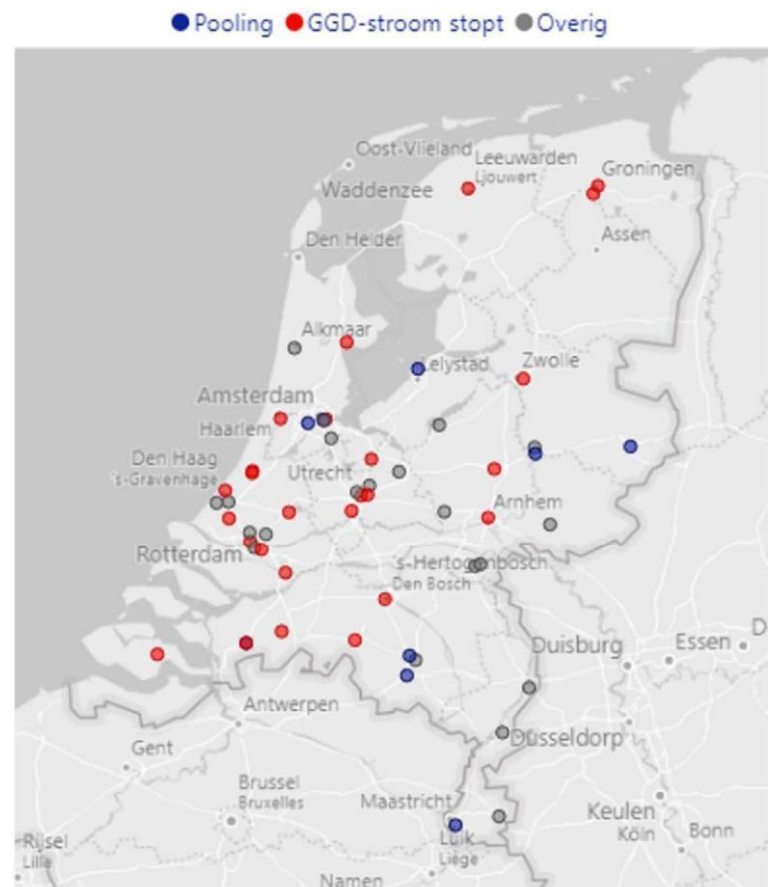 Pooling GGD-stroom stopt Overig
Oost-Vlieland
Leeuwarden
Ljouwert
Groningen
Waddenzee
Assen
Den Helder
Alkmaar
Lelystad
Zwolle
Amsterdam
Haarlem
Den Haag
's-Gravenhage
Utrecht
Arnhem
Rotterdam
's-Hertogenbosch
Den Bosch
Duisburg
Essen
D
Antwerpen
Düsseldorp
Gent
Brussel
Bruxelles
Maastricht
Keulen
Köln
Bonn
Rijsel
Lille
Luik
Liège
Namen